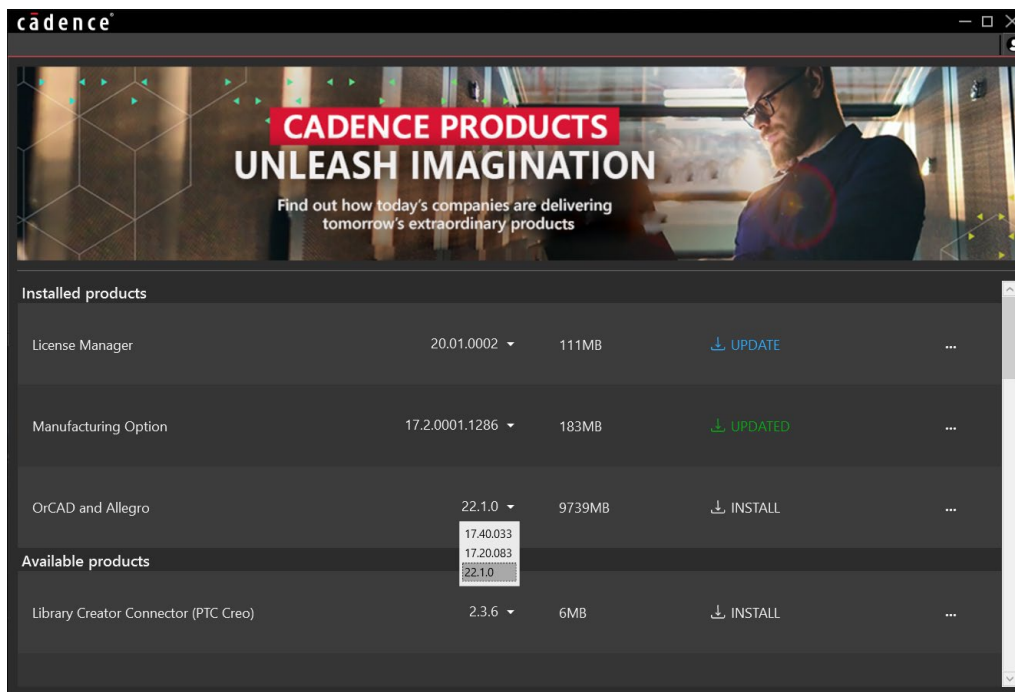 cādence®
CADENCE PRODUCTS
UNLEASH IMAGINATION
Find out how today's companies are delivering
tomorrow's extraordinary products
Installed products
License Manager 20.01.0002 111MB UPDATE ...
Manufacturing Option 17.2.0001.1286 183MB UPDATED ...
OrCAD and Allegro 22.1.0 9739MB INSTALL ...
17.40.033
17.20.083
22.1.0
Available products
Library Creator Connector (PTC Creo) 2.3.6 6MB INSTALL ...